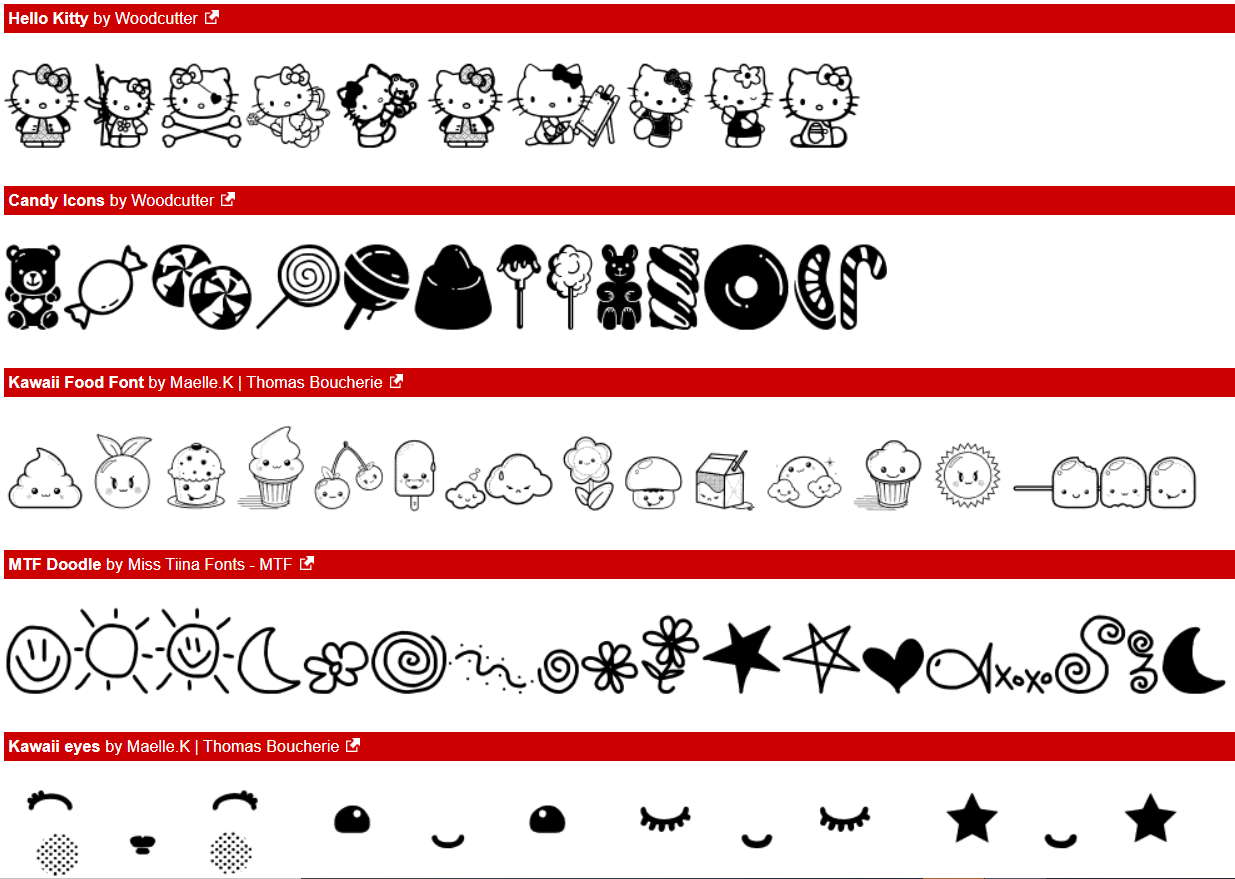 Hello Kitty by Woodcutter
Candy Icons by Woodcutter
Kawaii Food Font by Maelle.K | Thomas Boucherie
MTF Doodle by Miss Tiina Fonts - MTF
xoxo
Kawaii eyes by Maelle.K | Thomas Boucherie